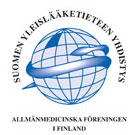 SUOMEN YLEISLÄÄKETIETEEN YHDISTYS
ALLMÄNMEDICINSKA FÖRENINGEN
I FINLAND